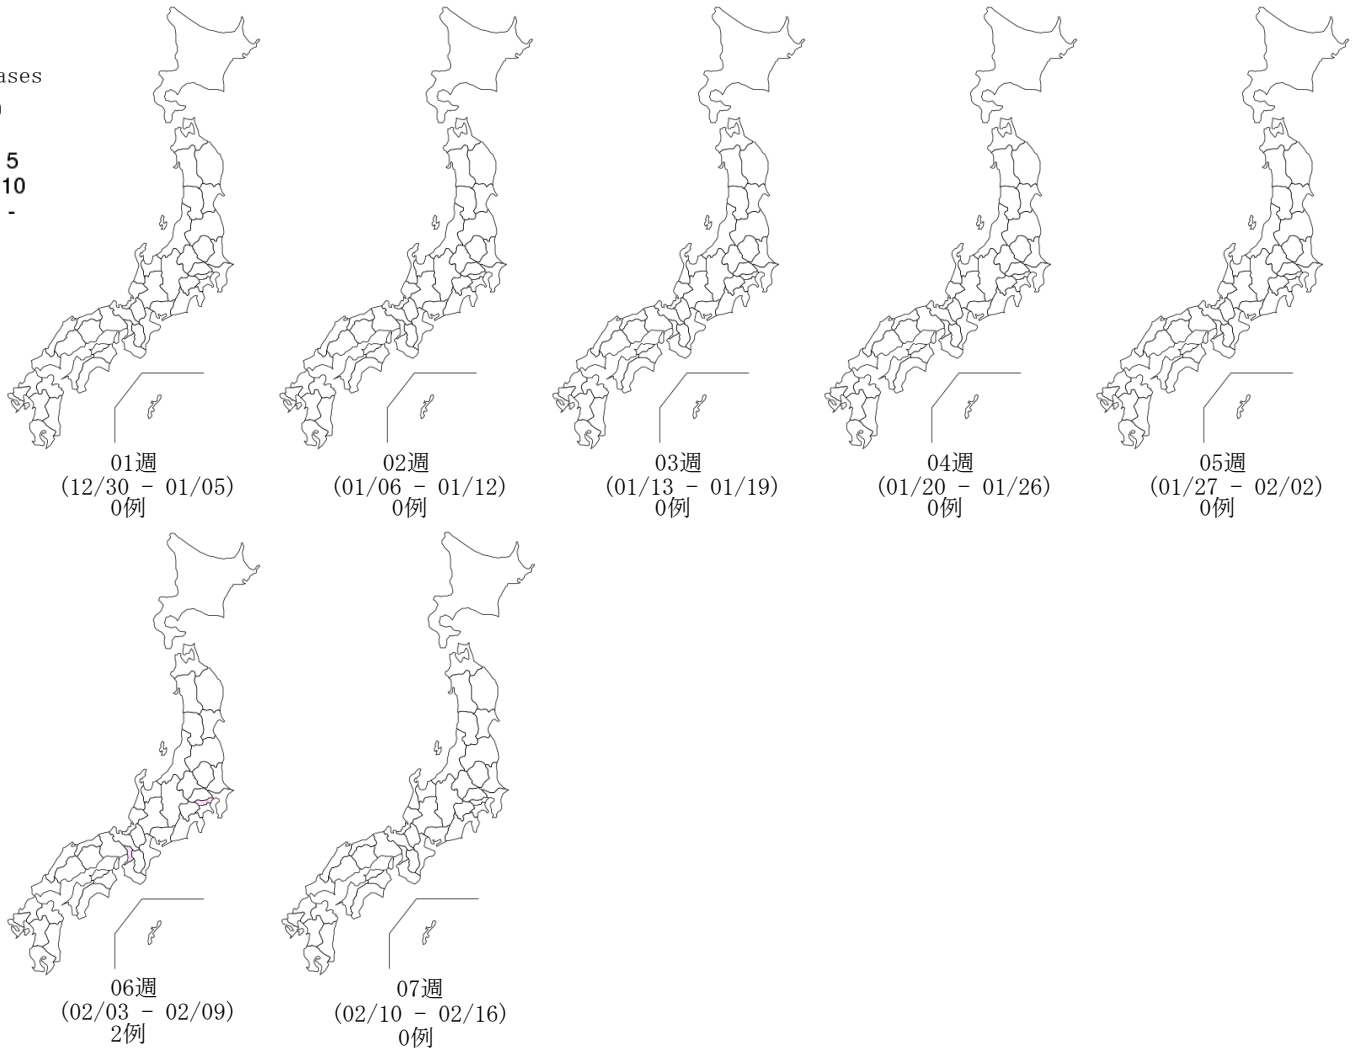 ases
5
10
-
01週
(12/30 - 01/05)
0例
02週
(01/06 - 01/12)
0例
03週
(01/13 - 01/19)
0例
04週
(01/20 - 01/26)
0例
05週
(01/27 - 02/02)
0例
06週
(02/03 - 02/09)
2例
07週
(02/10 - 02/16)
0例